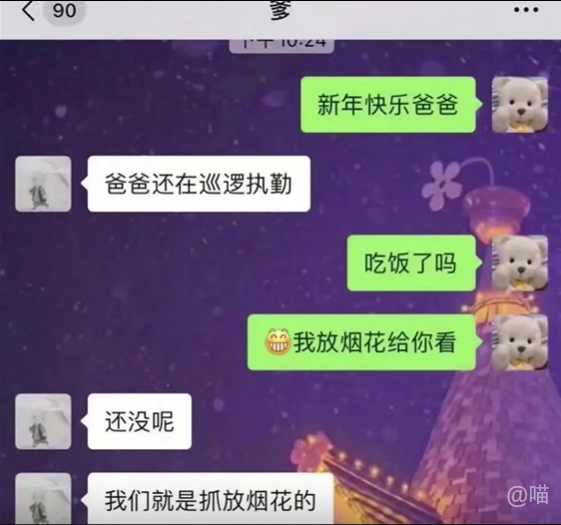 90
爹
下午 10:24
新年快乐爸爸
爸爸还在巡逻执勤
吃饭了吗
😁我放烟花给你看
还没呢
我们就是抓放烟花的
@喵